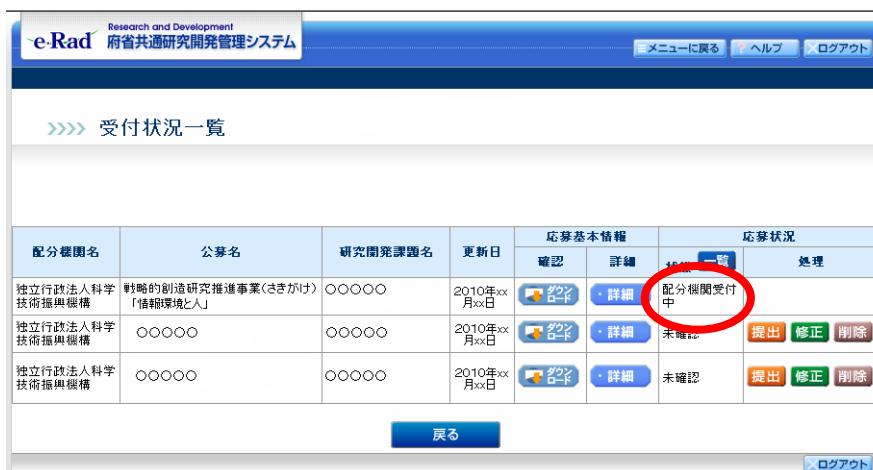 e-Rad Research and Development
府省共通研究開発管理システム
メニューに戻る ? ヘルプ ログアウト
>>>> 受付状況一覧
応募基本情報 応募状況
配分機関名 公募名 研究開発課題名 更新日 確認 詳細 一覧 処理
独立行政法人科学 戦略的創造研究推進事業(さきがけ) ○○○○○ 2010年xx ダウン ・詳細 配分機関受付
技術振興機構 「情報環境と人」 月xx日 ロード 中
独立行政法人科学 ○○○○○ ○○○○○ 2010年xx ダウン ・詳細 未確認 提出 修正 削除
技術振興機構 月xx日 ロード
独立行政法人科学 ○○○○○ ○○○○○ 2010年xx ダウン ・詳細 未確認 提出 修正 削除
技術振興機構 月xx日 ロード
戻る
ログアウト